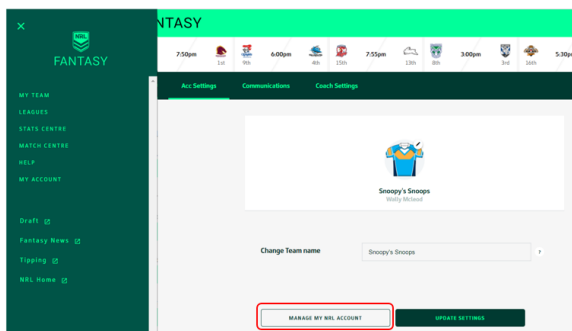 NRL
FANTASY
MY TEAM
LEAGUES
STATS CENTRE
MATCH CENTRE
HELP
MY ACCOUNT
Draft
Fantasy News
Tipping
NRL Home
NTASY
7:50pm 1st 9th 6:00pm 4th 15th 7:55pm 13th 8th 3:00pm 3rd 16th 5:30pm
Acc Settings Communications Coach Settings
Snoopy's Snoops
Wally Mcleod
Change Team name Snoopy's Snoops
MANAGE MY NRL ACCOUNT UPDATE SETTINGS